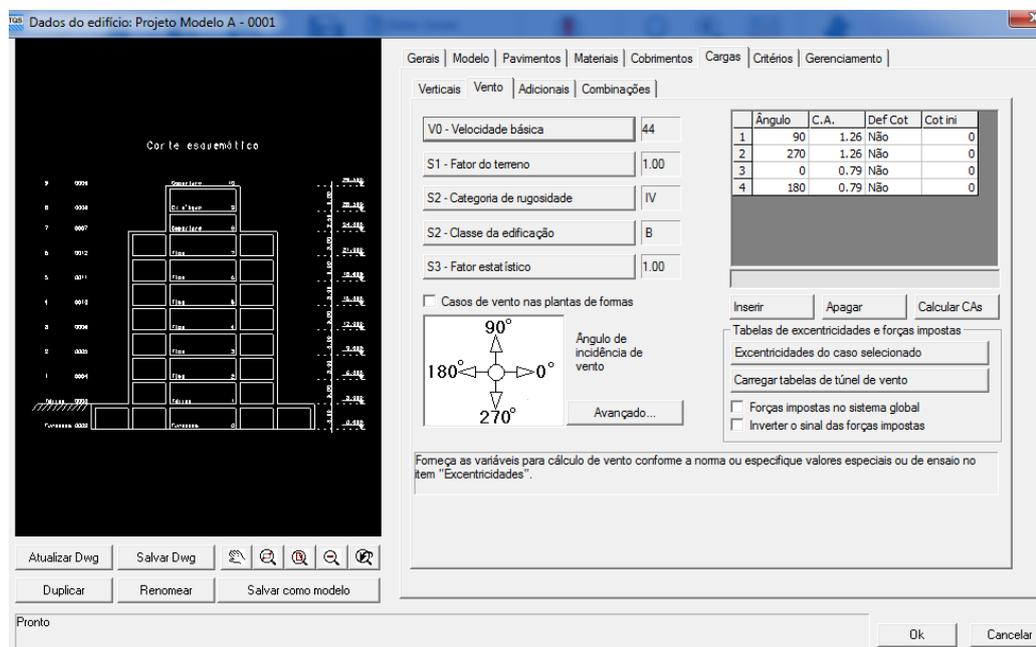 TQS Dados do edifício: Projeto Modelo A - 0001
Gerais Modelo Pavimentos Materiais Cobrimentos Cargas Critérios Gerenciamento
Verticais Vento Adicionais Combinações
Corte esquemático
V0 - Velocidade básica 44
S1 - Fator do terreno 1.00
S2 - Categoria de rugosidade IV
S2 - Classe da edificação B
S3 - Fator estatístico 1.00
Casos de vento nas plantas de formas
90°
180° 0°
270°
Ângulo de
incidência de
vento
Avançado...
Ângulo C.A. Def Cot Cot ini
1 90 1.26 Não 0
2 270 1.26 Não 0
3 0 0.79 Não 0
4 180 0.79 Não 0
Inserir Apagar Calcular CAs
Tabelas de excentricidades e forças impostas
Excentricidades do caso selecionado
Carregar tabelas de túnel de vento
Forças impostas no sistema global
Inverter o sinal das forças impostas
Forneça as variáveis para cálculo de vento conforme a norma ou especifique valores especiais ou de ensaio no
item "Excentricidades".
Atualizar Dwg Salvar Dwg
Duplicar Renomear Salvar como modelo
Pronto
Ok Cancelar